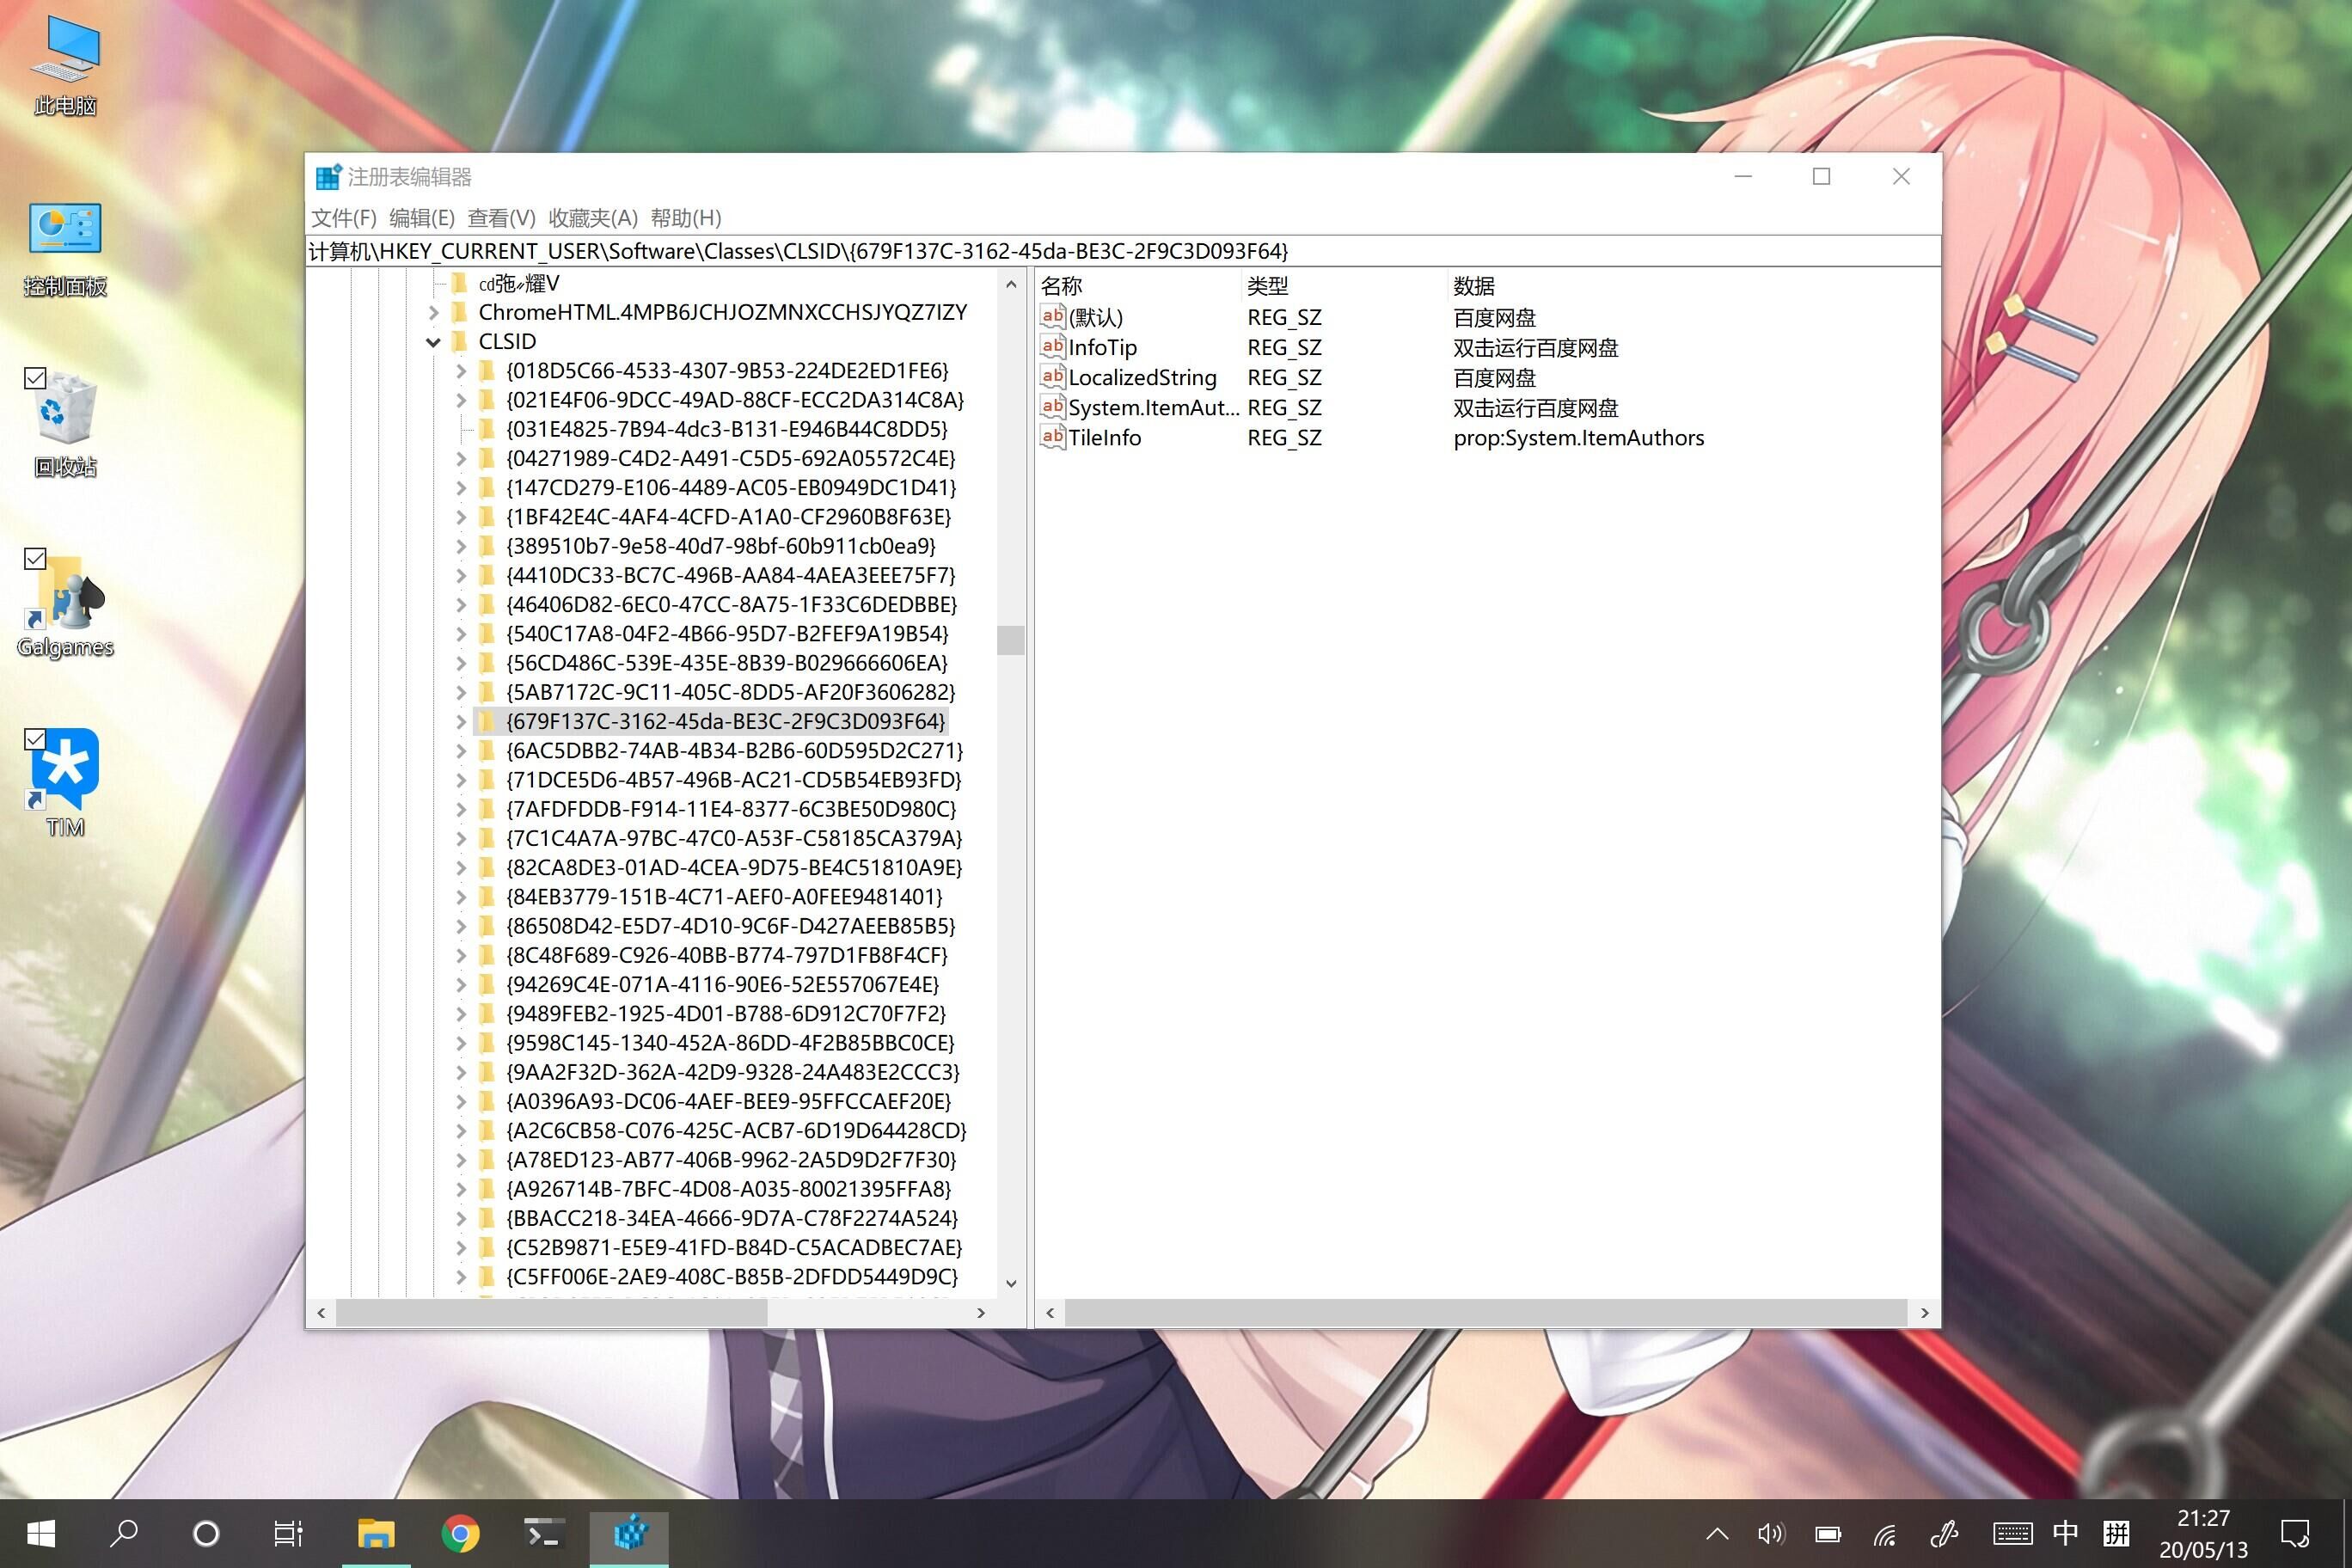 此电脑
控制面板
回收站
Galgames
TIM
注册表编辑器
文件(F) 编辑(E) 查看(V) 收藏夹(A) 帮助(H)
计算机\HKEY_CURRENT_USER\Software\Classes\CLSID\{679F137C-3162-45da-BE3C-2F9C3D093F64}
ChromeHTML.4MPB6JCHJOZMNXCCHSJYQZ7IZY
CLSID
{018D5C66-4533-4307-9B53-224DE2ED1FE6}
{021E4F06-9DCC-49AD-88CF-ECC2DA314C8A}
{031E4825-7B94-4dc3-B131-E946B44C8DD5}
{04271989-C4D2-A491-C5D5-692A05572C4E}
{147CD279-E106-4489-AC05-EB0949DC1D41}
{1BF42E4C-4AF4-4CFD-A1A0-CF2960B8F63E}
{389510b7-9e58-40d7-98bf-60b911cb0ea9}
{4410DC33-BC7C-496B-AA84-4AEA3EEE75F7}
{46406D82-6EC0-47CC-8A75-1F33C6DEDBBE}
{540C17A8-04F2-4B66-95D7-B2FEF9A19B54}
{56CD486C-539E-435E-8B39-B029666606EA}
{5AB7172C-9C11-405C-8DD5-AF20F3606282}
{679F137C-3162-45da-BE3C-2F9C3D093F64}
{6AC5DBB2-74AB-4B34-B2B6-60D595D2C271}
{71DCE5D6-4B57-496B-AC21-CD5B54EB93FD}
{7AFDFDDB-F914-11E4-8377-6C3BE50D980C}
{7C1C4A7A-97BC-47C0-A53F-C58185CA379A}
{82CA8DE3-01AD-4CEA-9D75-BE4C51810A9E}
{84EB3779-151B-4C71-AEF0-A0FEE9481401}
{86508D42-E5D7-4D10-9C6F-D427AEEB85B5}
{8C48F689-C926-40BB-B774-797D1FB8F4CF}
{94269C4E-071A-4116-90E6-52E557067E4E}
{9489FEB2-1925-4D01-B788-6D912C70F7F2}
{9598C145-1340-452A-86DD-4F2B85BBC0CE}
{9AA2F32D-362A-42D9-9328-24A483E2CCC3}
{A0396A93-DC06-4AEF-BEE9-95FFCCAEF20E}
{A2C6CB58-C076-425C-ACB7-6D19D64428CD}
{A78ED123-AB77-406B-9962-2A5D9D2F7F30}
{A926714B-7BFC-4D08-A035-80021395FFA8}
{BBACC218-34EA-4666-9D7A-C78F2274A524}
{C52B9871-E5E9-41FD-B84D-C5ACADBEC7AE}
{C5FF006E-2AE9-408C-B85B-2DFDD5449D9C}
名称 类型 数据
(默认) REG_SZ 百度网盘
InfoTip REG_SZ 双击运行百度网盘
LocalizedString REG_SZ 百度网盘
System.ItemAut... REG_SZ 双击运行百度网盘
TileInfo REG_SZ prop:System.ItemAuthors
中 拼
21:27
20/05/13